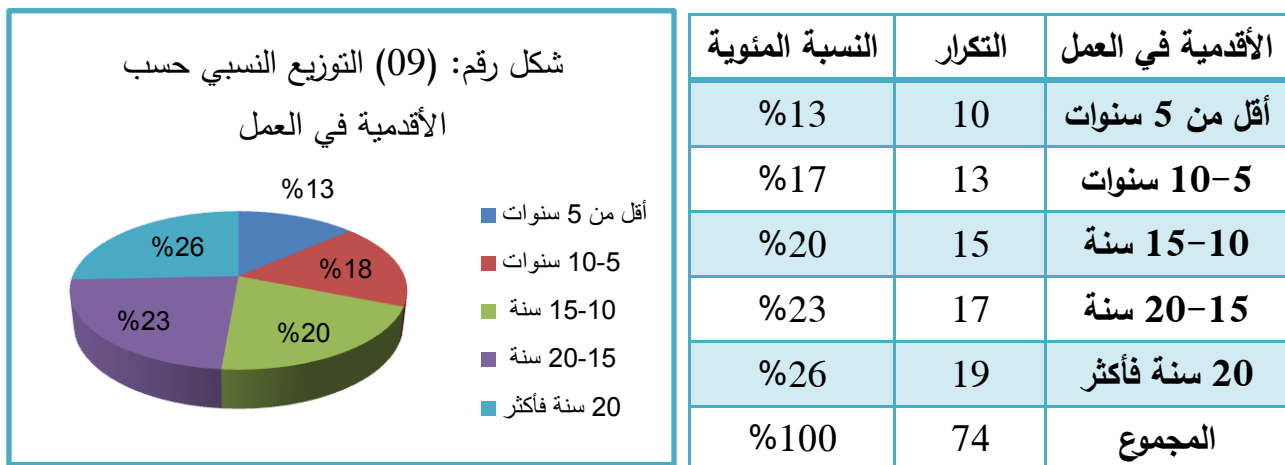 الأقدمية في العمل التكرار النسبة المئوية
أقل من 5 سنوات 10 %13
5-10 سنوات 13 %17
10-15 سنة 15 %20
15-20 سنة 17 %23
20 سنة فأكثر 19 %26
المجموع 74 %100
شكل رقم: (09) التوزيع النسبي حسب
الأقدمية في العمل
%13
%18
%20
%23
%26
أقل من 5 سنوات
5-10 سنوات
10-15 سنة
15-20 سنة
20 سنة فأكثر